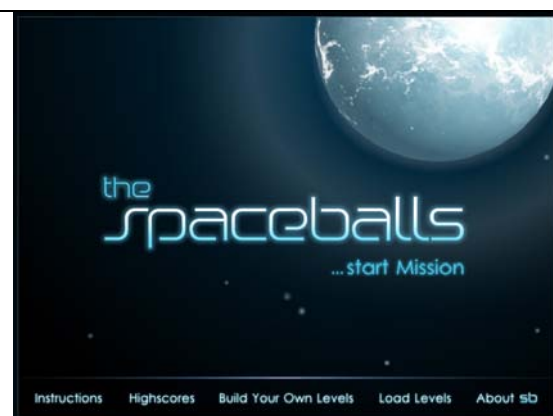 the
spaceballs
...start Mission
Instructions Highscores Build Your Own Levels Load Levels About sb